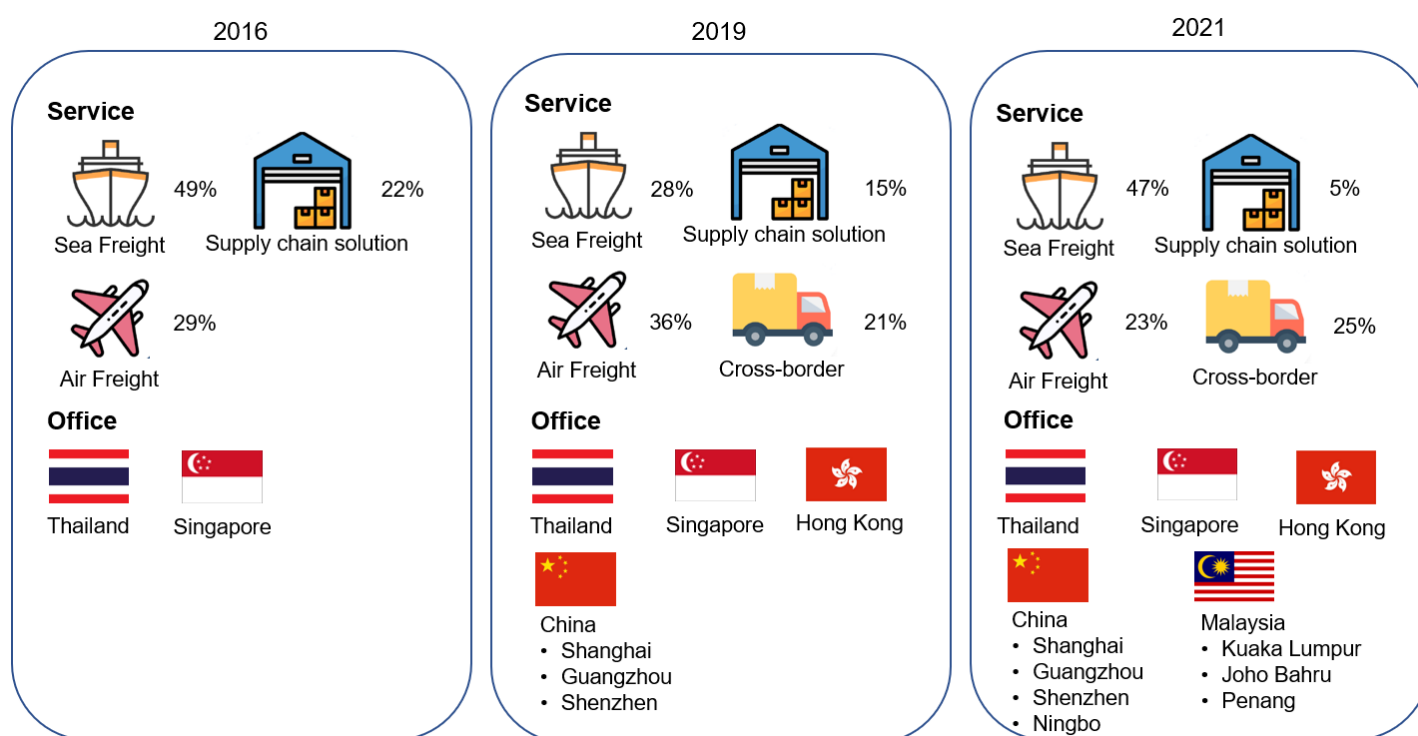 2016
Service
49%
22%
Sea Freight
Supply chain solution
29%
Air Freight
Office
Thailand
Singapore
2019
Service
28%
15%
Sea Freight
Supply chain solution
36%
21%
Air Freight
Cross-border
Office
Thailand
Singapore
Hong Kong
China
• Shanghai
• Guangzhou
• Shenzhen
2021
Service
47%
5%
Sea Freight
Supply chain solution
23%
25%
Air Freight
Cross-border
Office
Thailand
Singapore
Hong Kong
China
• Shanghai
• Guangzhou
• Shenzhen
• Ningbo
Malaysia
• Kuaka Lumpur
• Joho Bahru
• Penang